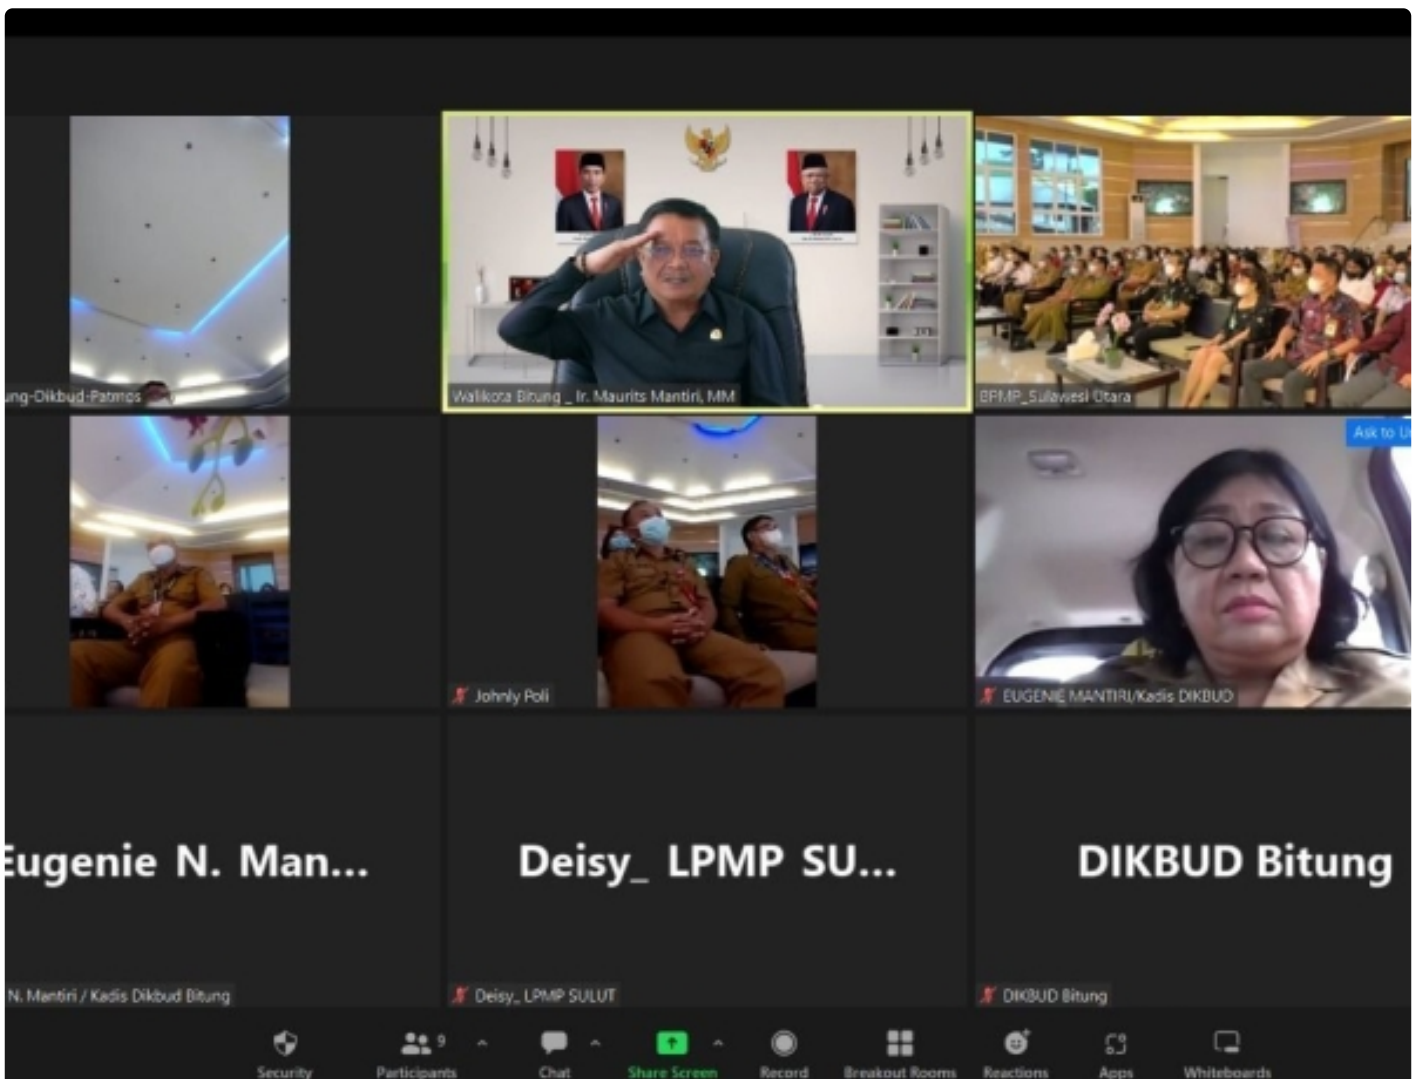 ung-Dikbud-Patmos
Walikota Bitung _ Ir. Maurits Mantiri, MM
BPMP_Sulawesi Utara
Ask to U
Johnly Poli
EUGENIE MANTIRI/Kadis DIKBUD
Eugenie N. Man...
Deisy_ LPMP SU...
DIKBUD Bitung
N. Mantiri / Kadis Dikbud Bitung
Deisy_ LPMP SULUT
DIKBUD Bitung
9
Security
Participants
Chat
Share Screen
Record
Breakout Rooms
Reactions
Apps
Whiteboards